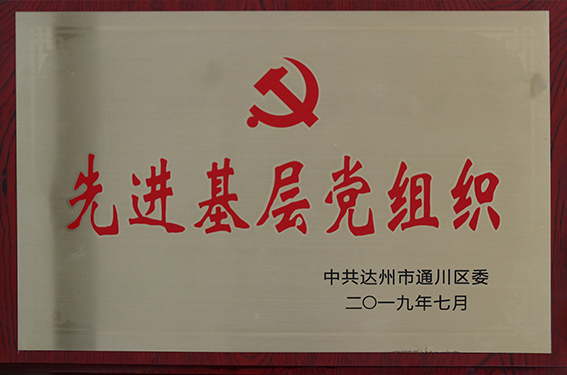 先进基层党组织
中共达州市通川区委
二〇一九年七月